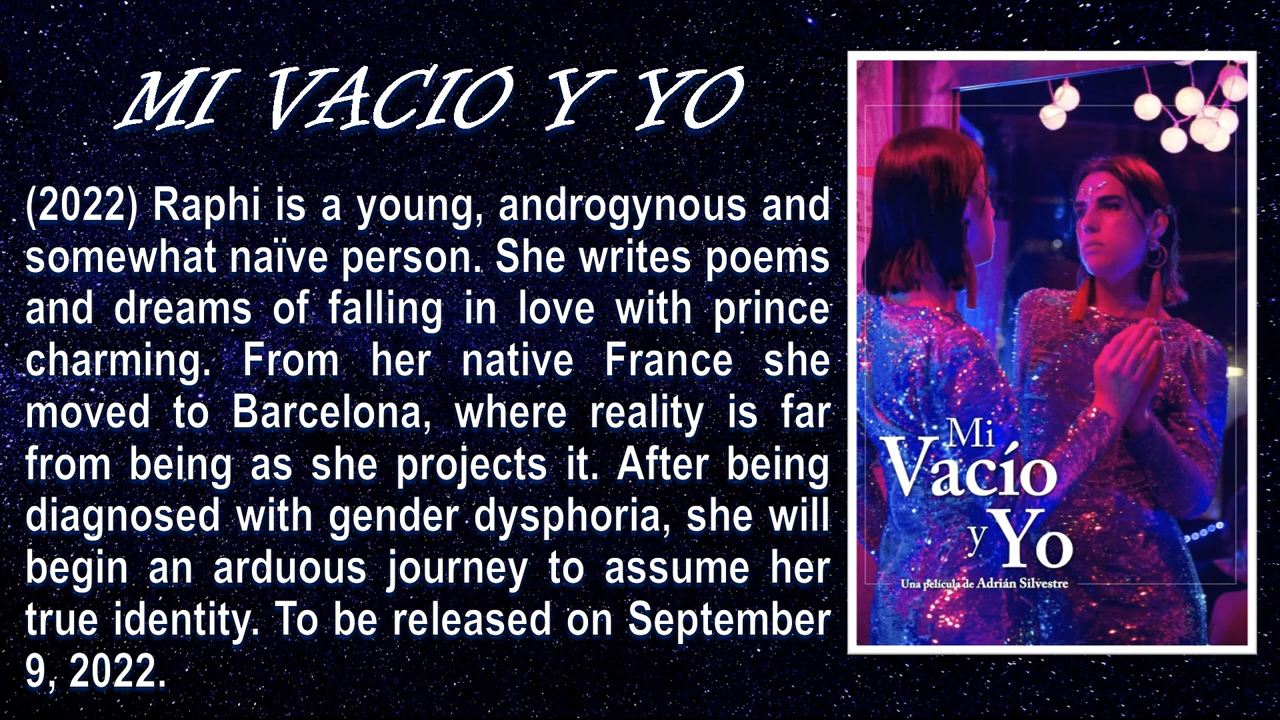 MI VACIO Y YO
(2022) Raphi is a young, androgynous and
somewhat naïve person. She writes poems
and dreams of falling in love with prince
charming. From her native France she
moved to Barcelona, where reality is far
from being as she projects it. After being
diagnosed with gender dysphoria, she will
begin an arduous journey to assume her
true identity. To be released on September
9, 2022.
Mi
Vacío
y Yo
Una película de Adrián Silvestre